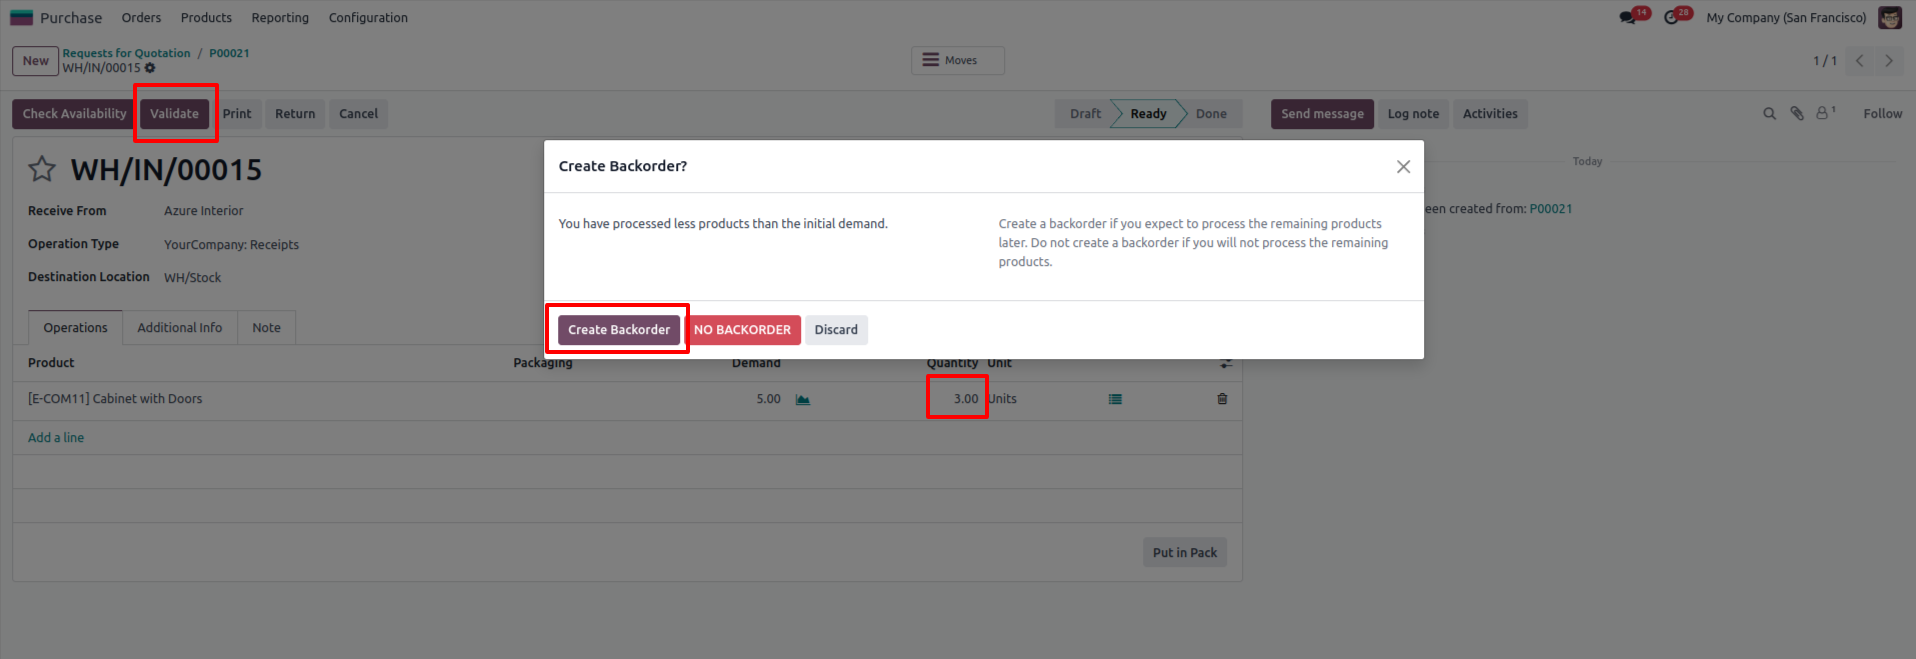 Purchase Orders Products Reporting Configuration 14 28 My Company (San Francisco)
New Requests for Quotation / P00021
WH/IN/00015 Moves 1 / 1
Check Availability Validate Print Return Cancel Draft Ready Done Send message Log note Activities 1 Follow
WH/IN/00015
Today
Receive From Azure Interior
een created from: P00021
Operation Type YourCompany: Receipts
Destination Location WH/Stock
Create Backorder?
You have processed less products than the initial demand.
Create a backorder if you expect to process the remaining products
later. Do not create a backorder if you will not process the remaining
products.
Create Backorder NO BACKORDER Discard
Operations Additional Info Note
Product Packaging Demand Quantity Unit
[E-COM11] Cabinet with Doors 5.00 3.00 Units
Add a line
Put in Pack